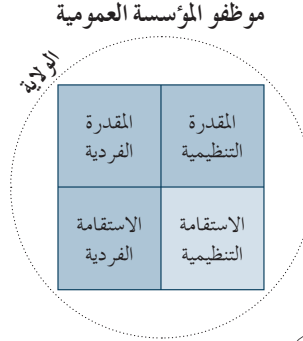 موظفو المؤسسة العمومية
الولاية
المقدرة
التنظيمية
المقدرة
الفردية
الاستقامة
التنظيمية
الاستقامة
الفردية